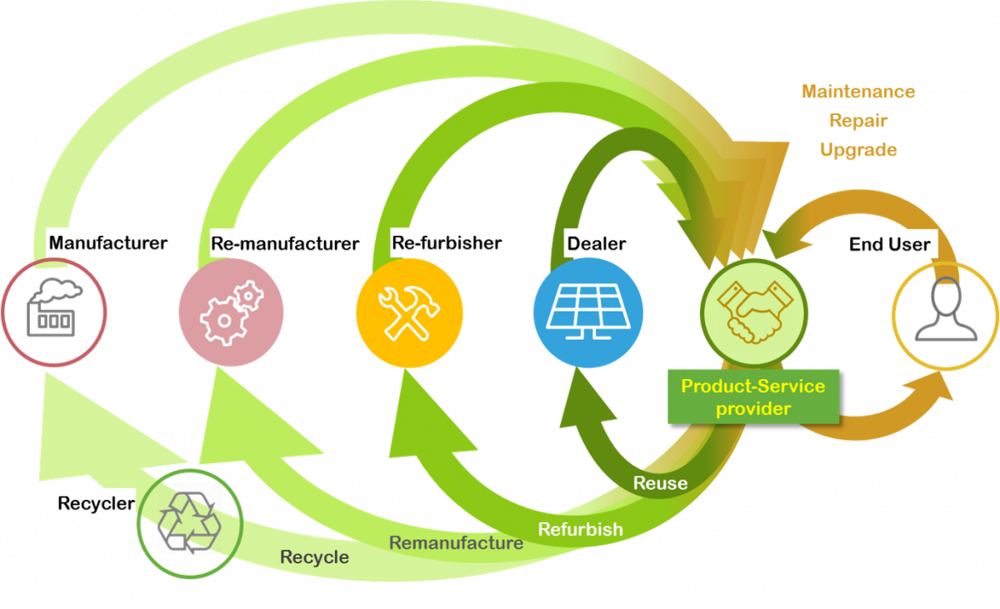 Maintenance
Repair
Upgrade
Manufacturer
Re-manufacturer
Re-furbisher
Dealer
End User
Product-Service
provider
Reuse
Recycler
Refurbish
Remanufacture
Recycle